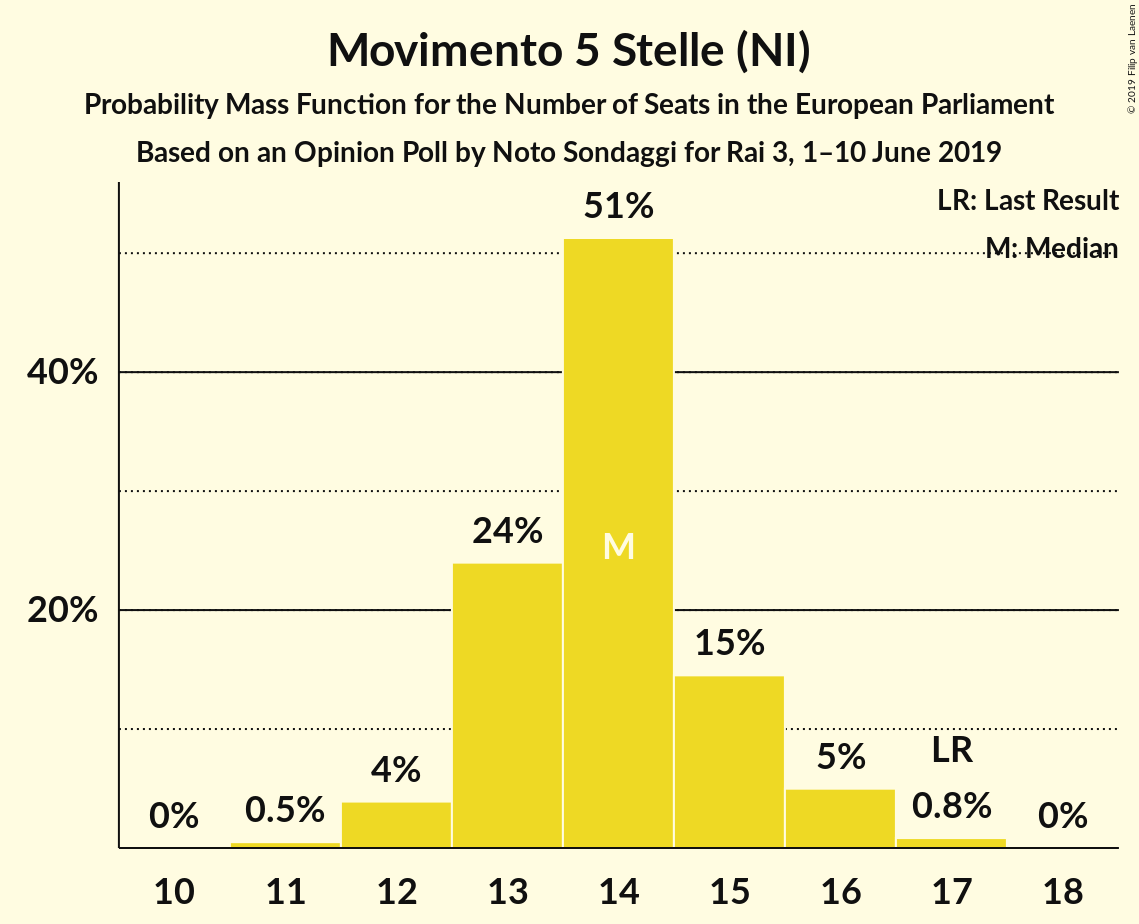 Movimento 5 Stelle (NI)
Probability Mass Function for the Number of Seats in the European Parliament
Based on an Opinion Poll by Noto Sondaggi for Rai 3, 1–10 June 2019
© 2019 Filip van Laenen
LR: Last Result
M: Median
51%
40%
24%
M
20%
15%
LR
5%
4%
0.8%
0.5%
0%
0%
10 11 12 13 14 15 16 17 18